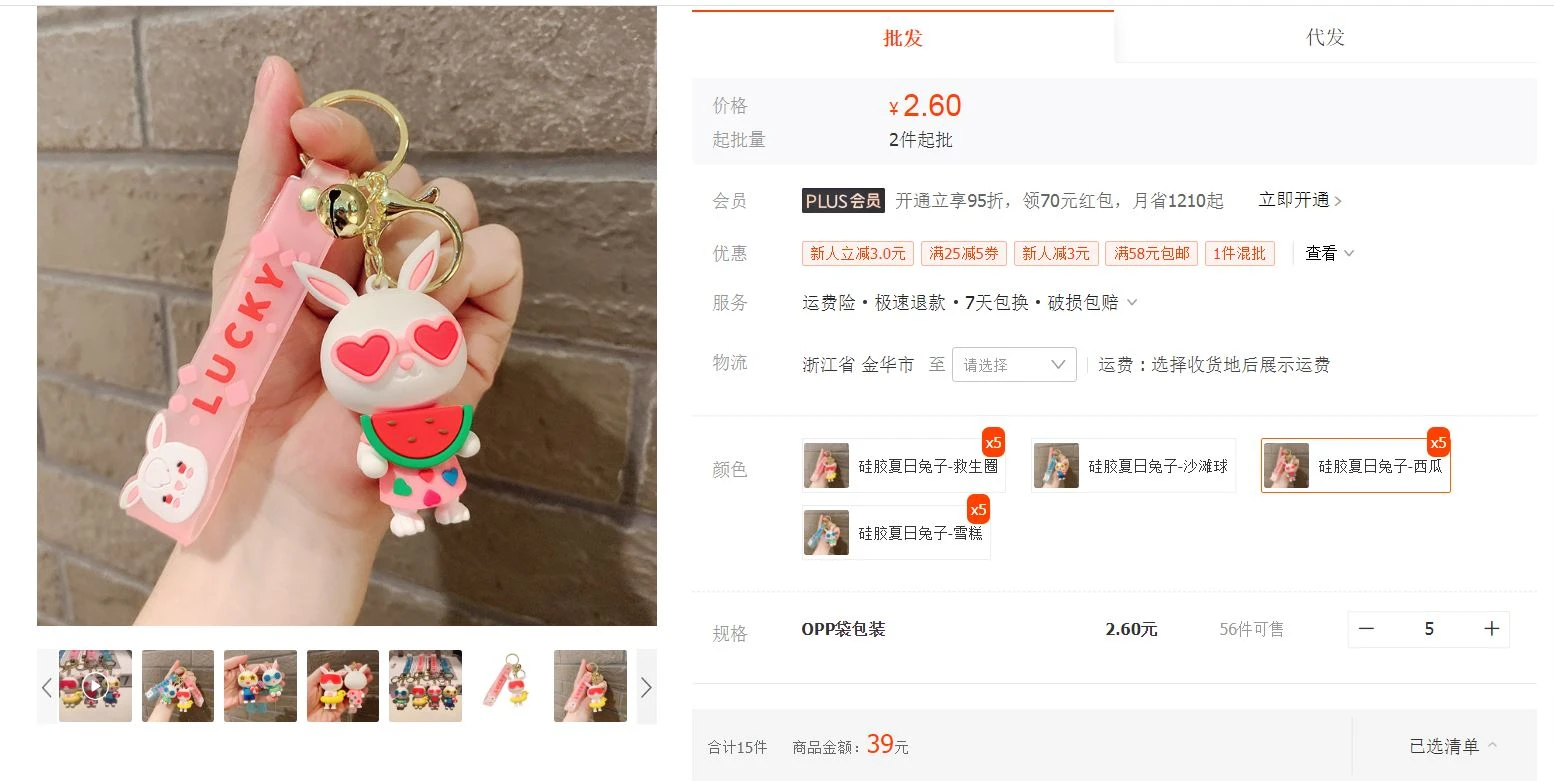 批发
代发
价格
¥2.60
起批量
2件起批
会员
PLUS会员 开通立享95折，领70元红包，月省1210起 立即开通
优惠
新人立减3.0元 满25减5券 新人减3元 满58元包邮 1件混批 查看
服务
运费险・极速退款・7天包换・破损包赔
物流
浙江省 金华市 至 请选择 运费：选择收货地后展示运费
颜色
硅胶夏日兔子-救生圈 x5
硅胶夏日兔子-沙滩球
硅胶夏日兔子-西瓜 x5
硅胶夏日兔子-雪糕 x5
规格
OPP袋包装 2.60元 56件可售 − 5 +
合计15件 商品金额：39元 已选清单
LUCKY